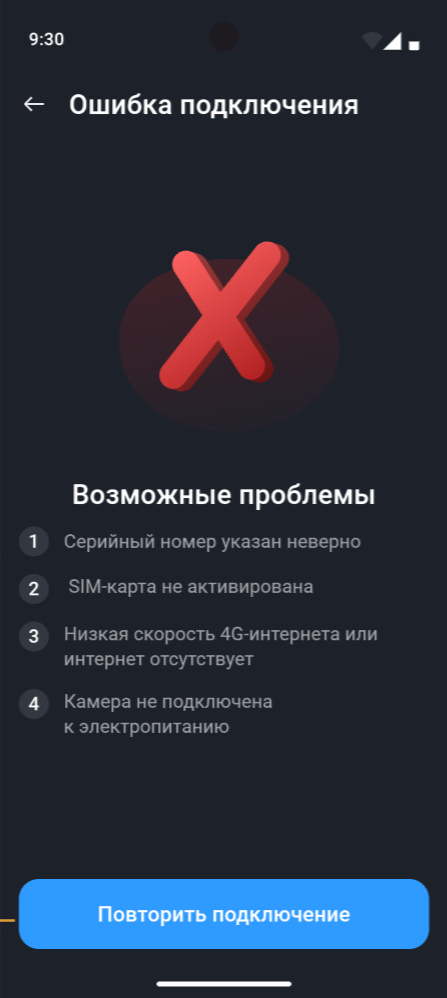 9:30
Ошибка подключения
Возможные проблемы
1 Серийный номер указан неверно
2 SIM-карта не активирована
3 Низкая скорость 4G-интернета или
интернет отсутствует
4 Камера не подключена
к электропитанию
Повторить подключение